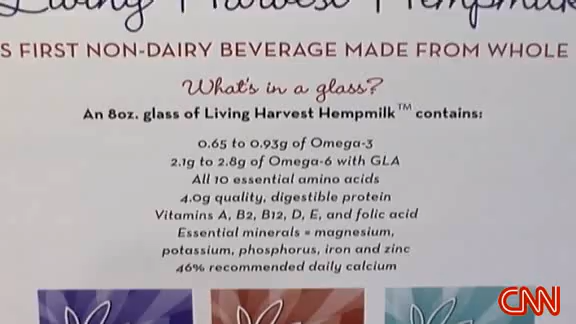 Living Harvest Hempmilk
S FIRST NON-DAIRY BEVERAGE MADE FROM WHOLE
What's in a glass?
An 8oz. glass of Living Harvest Hempmilk™ contains:
0.65 to 0.93g of Omega-3
2.1g to 2.8g of Omega-6 with GLA
All 10 essential amino acids
4.0g quality, digestible protein
Vitamins A, B2, B12, D, E, and folic acid
Essential minerals = magnesium,
potassium, phosphorus, iron and zinc
46% recommended daily calcium
CNN